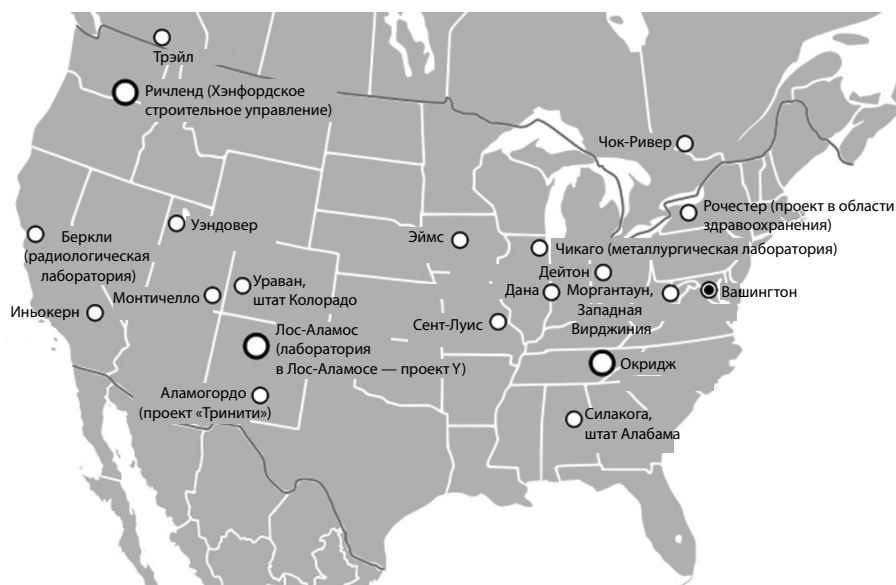 Трэйл
Ричленд (Хэнфордское
строительное управление)
Чок-Ривер
Рочестер (проект в области
здравоохранения)
Уэндовер
Беркли
(радиологическая
лаборатория)
Эймс
Чикаго (металлургическая лаборатория)
Дейтон
Ураван,
штат Колорадо
Монтичелло
Дана
Моргантаун,
Западная
Вирджиния
Вашингтон
Иньокерн
Сент-Луис
Лос-Аламос
(лаборатория
в Лос-Аламосе — проект Y)
Окридж
Аламогордо
(проект «Тринити»)
Силакога,
штат Алабама